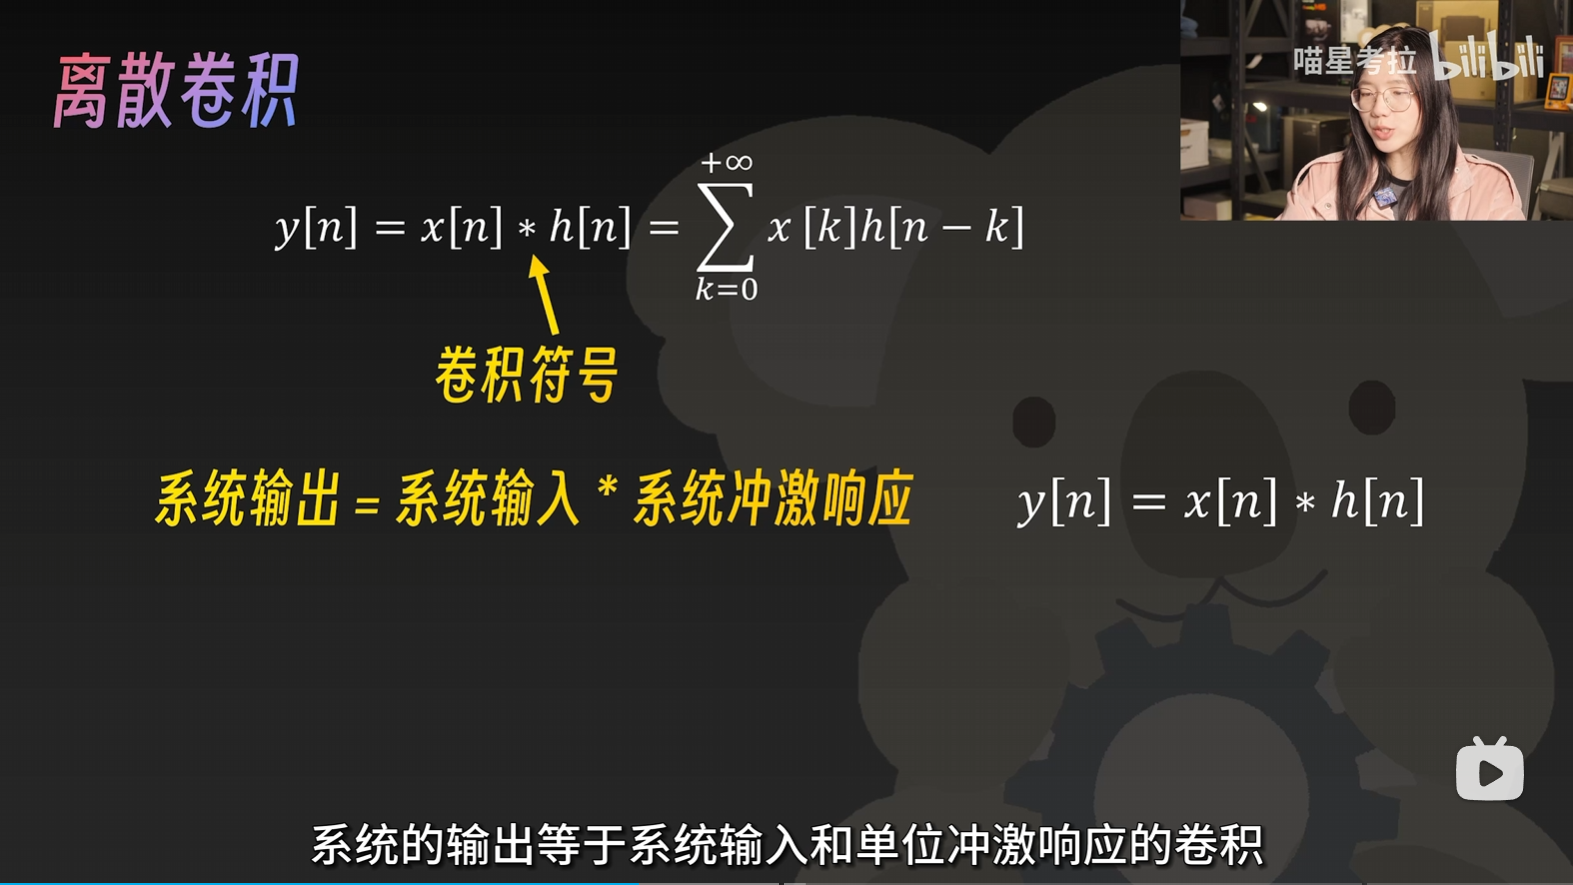 离散卷积
喵星考拉 bilibili
+∞
y[n] = x[n] * h[n] = ∑ x [k]h[n − k]
k=0
卷积符号
系统输出 = 系统输入 * 系统冲激响应 y[n] = x[n] * h[n]
系统的输出等于系统输入和单位冲激响应的卷积